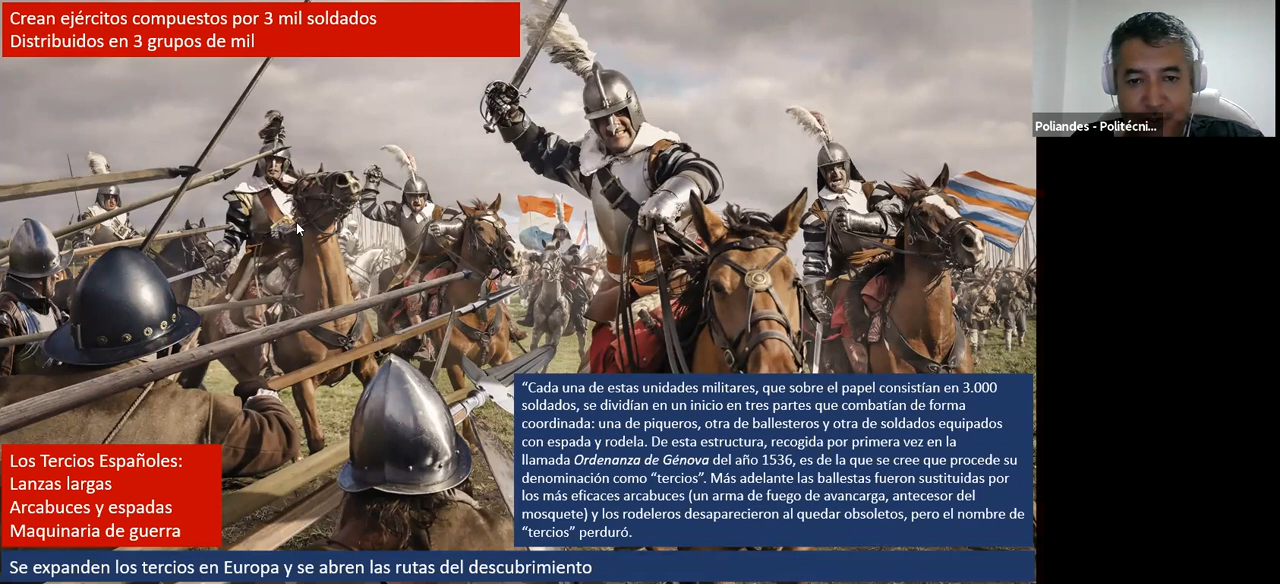 Crean ejércitos compuestos por 3 mil soldados
Distribuidos en 3 grupos de mil
Poliandes - Politécni...
“Cada una de estas unidades militares, que sobre el papel consistían en 3.000
soldados, se dividían en un inicio en tres partes que combatían de forma
coordinada: una de piqueros, otra de ballesteros y otra de soldados equipados
con espada y rodela. De esta estructura, recogida por primera vez en la
llamada Ordenanza de Génova del año 1536, es de la que se cree que procede su
denominación como “tercios”. Más adelante las ballestas fueron sustituidas por
los más eficaces arcabuces (un arma de fuego de avancarga, antecesor del
mosquete) y los rodeleros desaparecieron al quedar obsoletos, pero el nombre de
“tercios” perduró.
Los Tercios Españoles:
Lanzas largas
Arcabuces y espadas
Maquinaria de guerra
Se expanden los tercios en Europa y se abren las rutas del descubrimiento